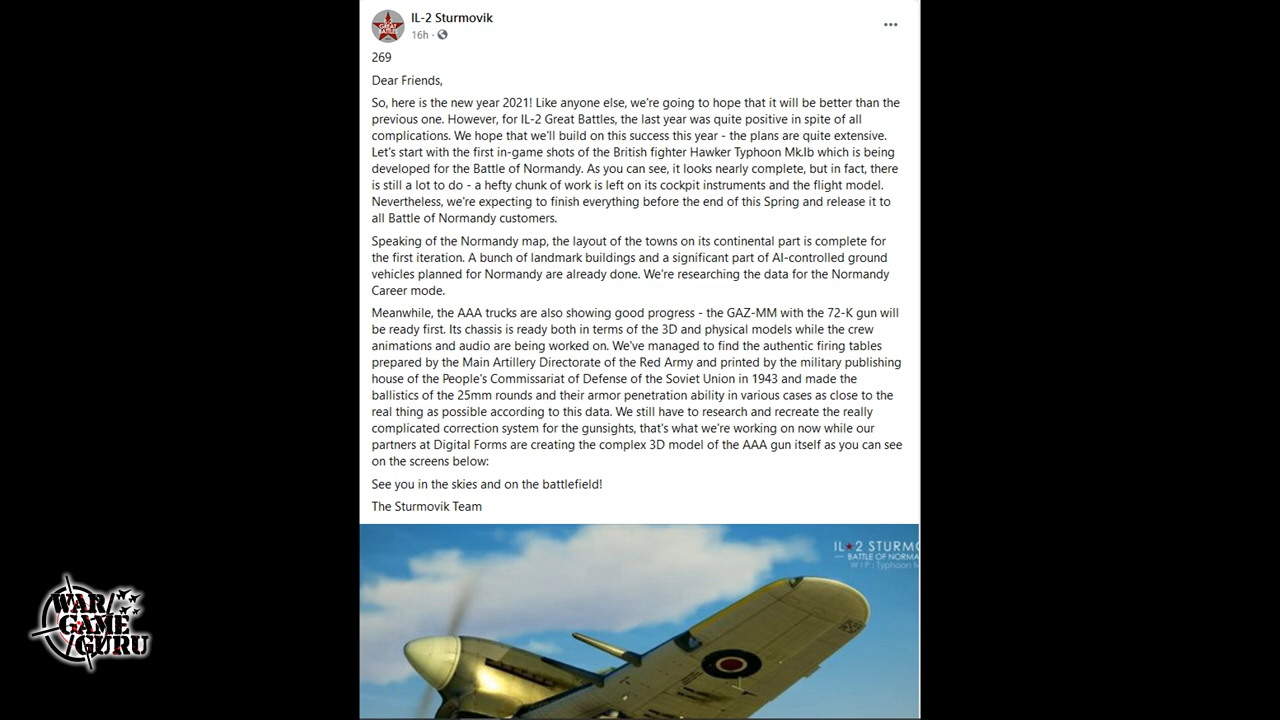 IL-2 Sturmovik
16h ·
269
Dear Friends,
So, here is the new year 2021! Like anyone else, we're going to hope that it will be better than the
previous one. However, for IL-2 Great Battles, the last year was quite positive in spite of all
complications. We hope that we'll build on this success this year - the plans are quite extensive.
Let's start with the first in-game shots of the British fighter Hawker Typhoon Mk.Ib which is being
developed for the Battle of Normandy. As you can see, it looks nearly complete, but in fact, there
is still a lot to do - a hefty chunk of work is left on its cockpit instruments and the flight model.
Nevertheless, we're expecting to finish everything before the end of this Spring and release it to
all Battle of Normandy customers.
Speaking of the Normandy map, the layout of the towns on its continental part is complete for
the first iteration. A bunch of landmark buildings and a significant part of AI-controlled ground
vehicles planned for Normandy are already done. We're researching the data for the Normandy
Career mode.
Meanwhile, the AAA trucks are also showing good progress - the GAZ-MM with the 72-K gun will
be ready first. Its chassis is ready both in terms of the 3D and physical models while the crew
animations and audio are being worked on. We've managed to find the authentic firing tables
prepared by the Main Artillery Directorate of the Red Army and printed by the military publishing
house of the People's Commissariat of Defense of the Soviet Union in 1943 and made the
ballistics of the 25mm rounds and their armor penetration ability in various cases as close to the
real thing as possible according to this data. We still have to research and recreate the really
complicated correction system for the gunsights, that's what we're working on now while our
partners at Digital Forms are creating the complex 3D model of the AAA gun itself as you can see
on the screens below:
See you in the skies and on the battlefield!
The Sturmovik Team
IL★2 STURMO
BATTLE OF NORMA
WIP: Typhoon M
WAR/
GAME
/GURU